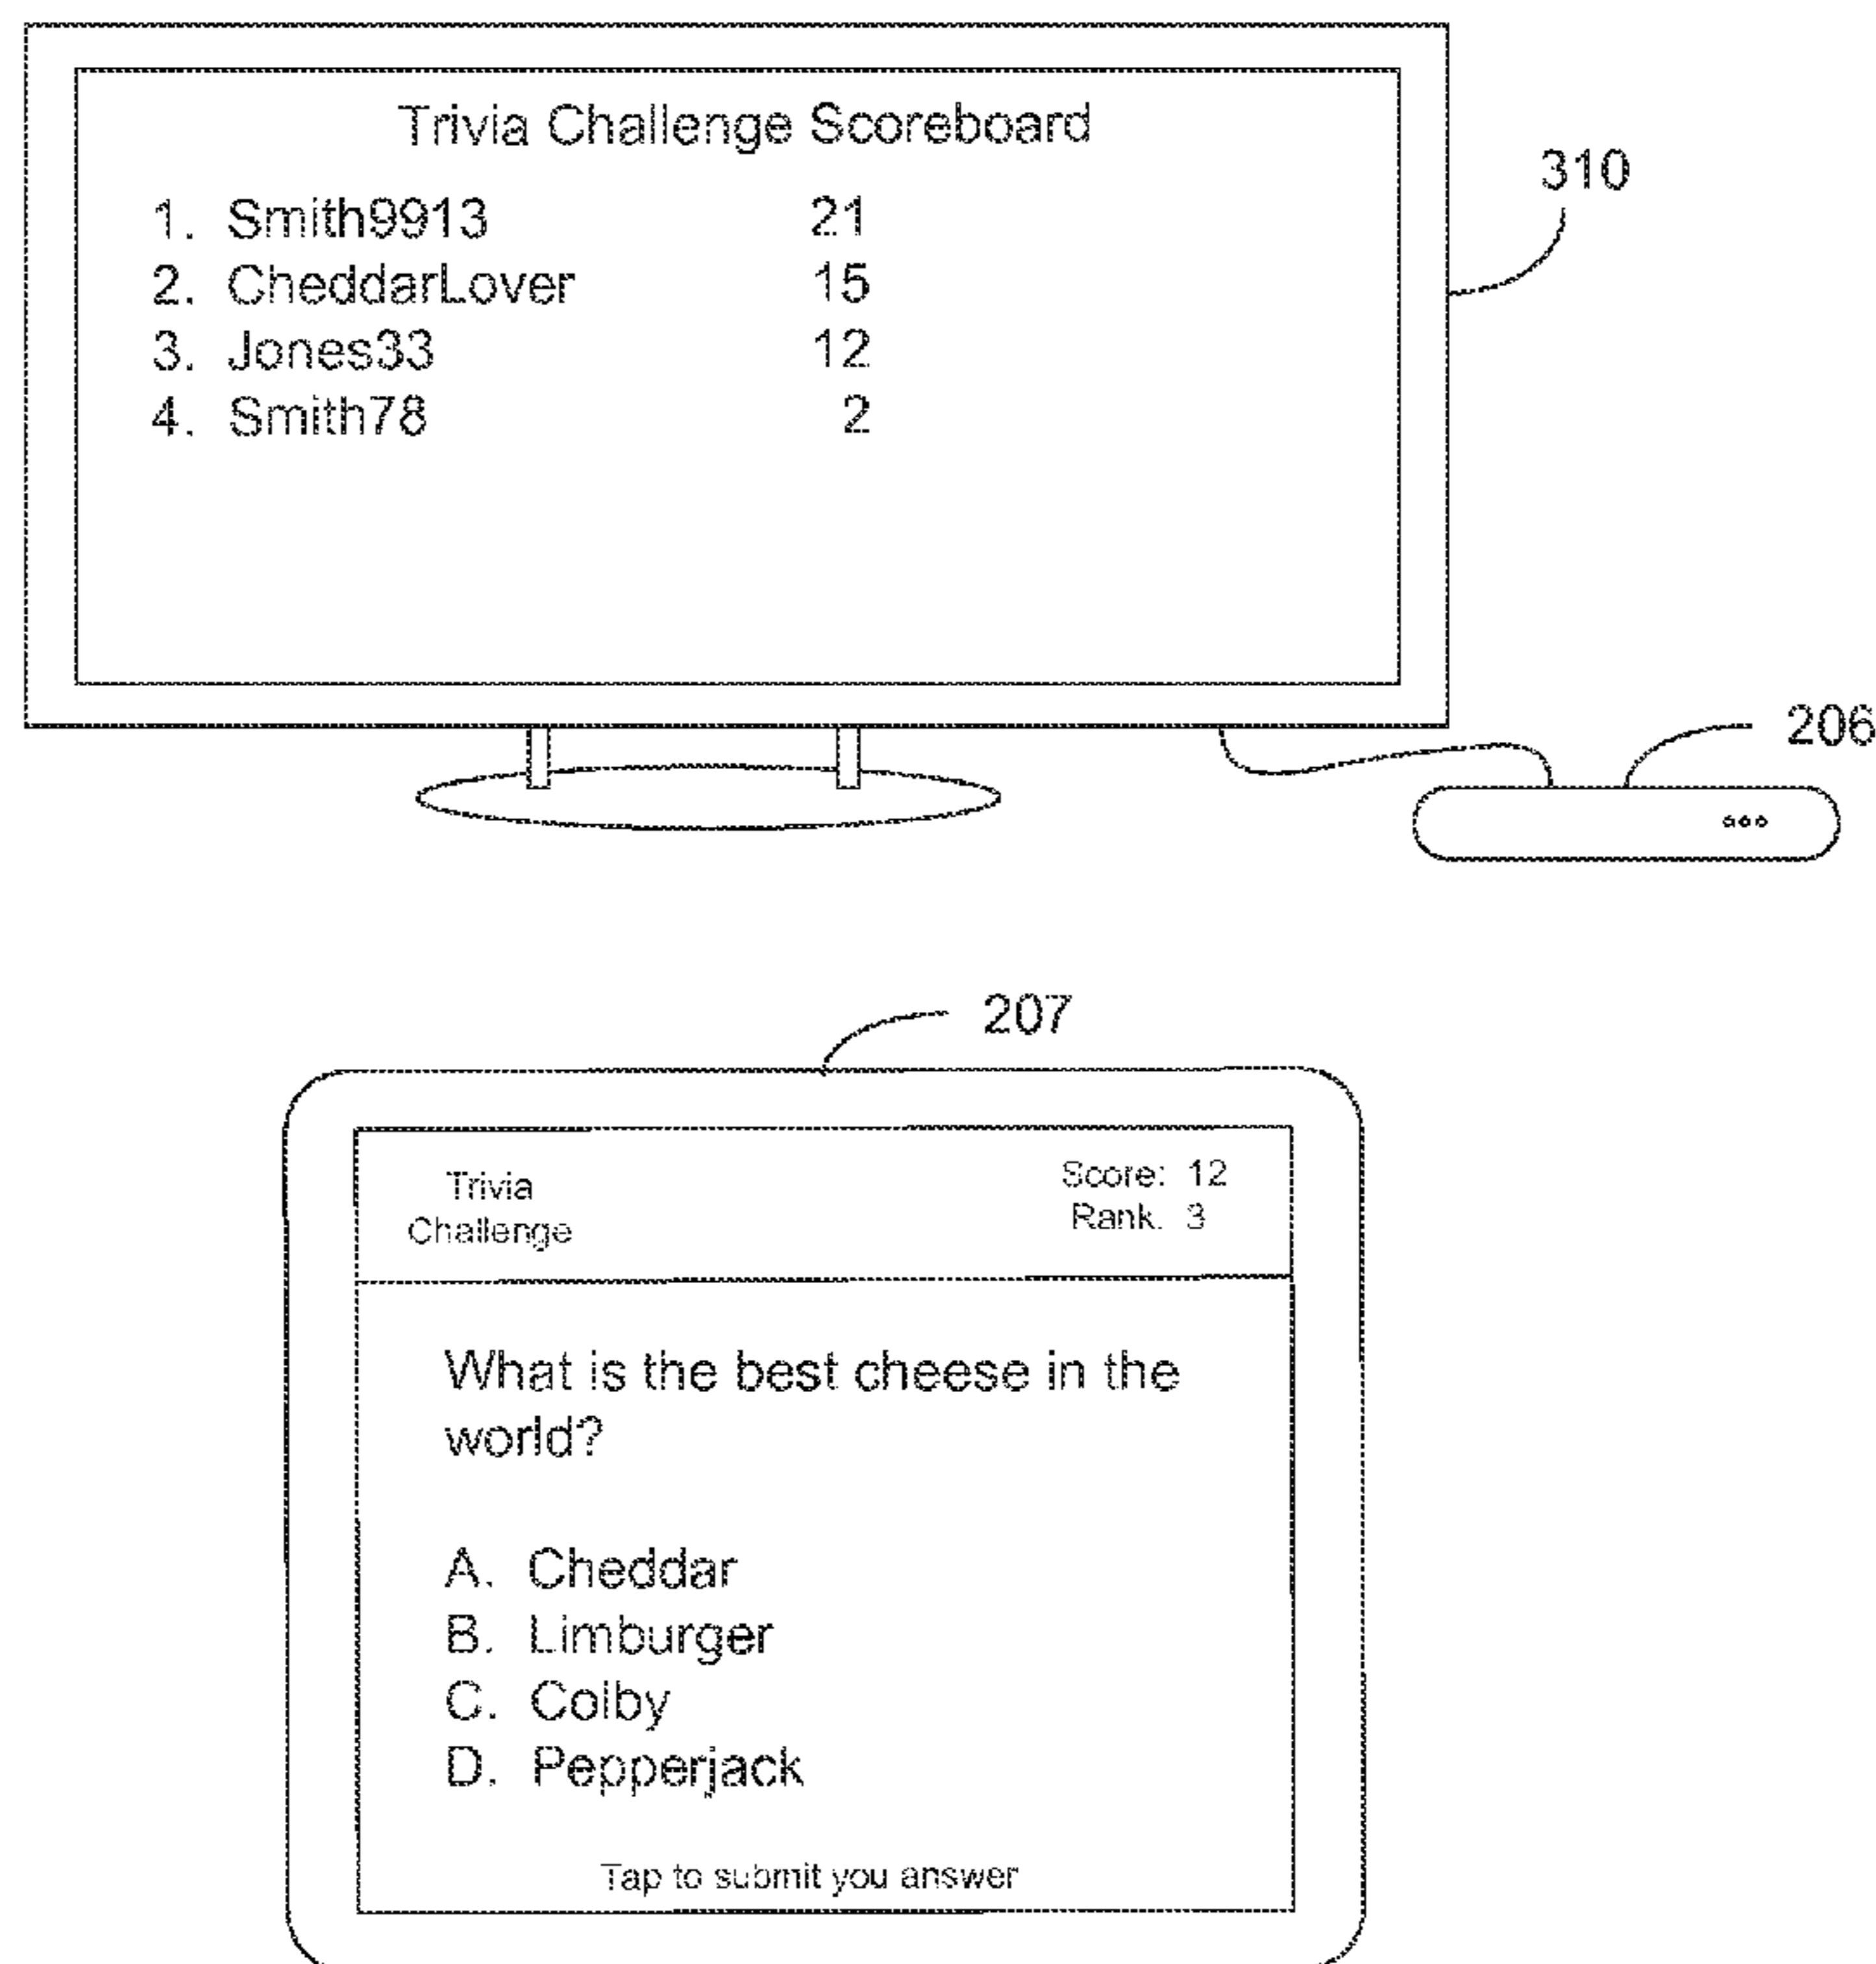 Trivia Challenge Scoreboard
1. Smith9913 21
2. CheddarLover 15
3. Jones33 12
4. Smith78 2
310
206
207
Trivia
Challenge
Score: 12
Rank. 3
What is the best cheese in the
world?
A. Cheddar
B. Limburger
C. Colby
D. Pepperjack
Tap to submit you answer